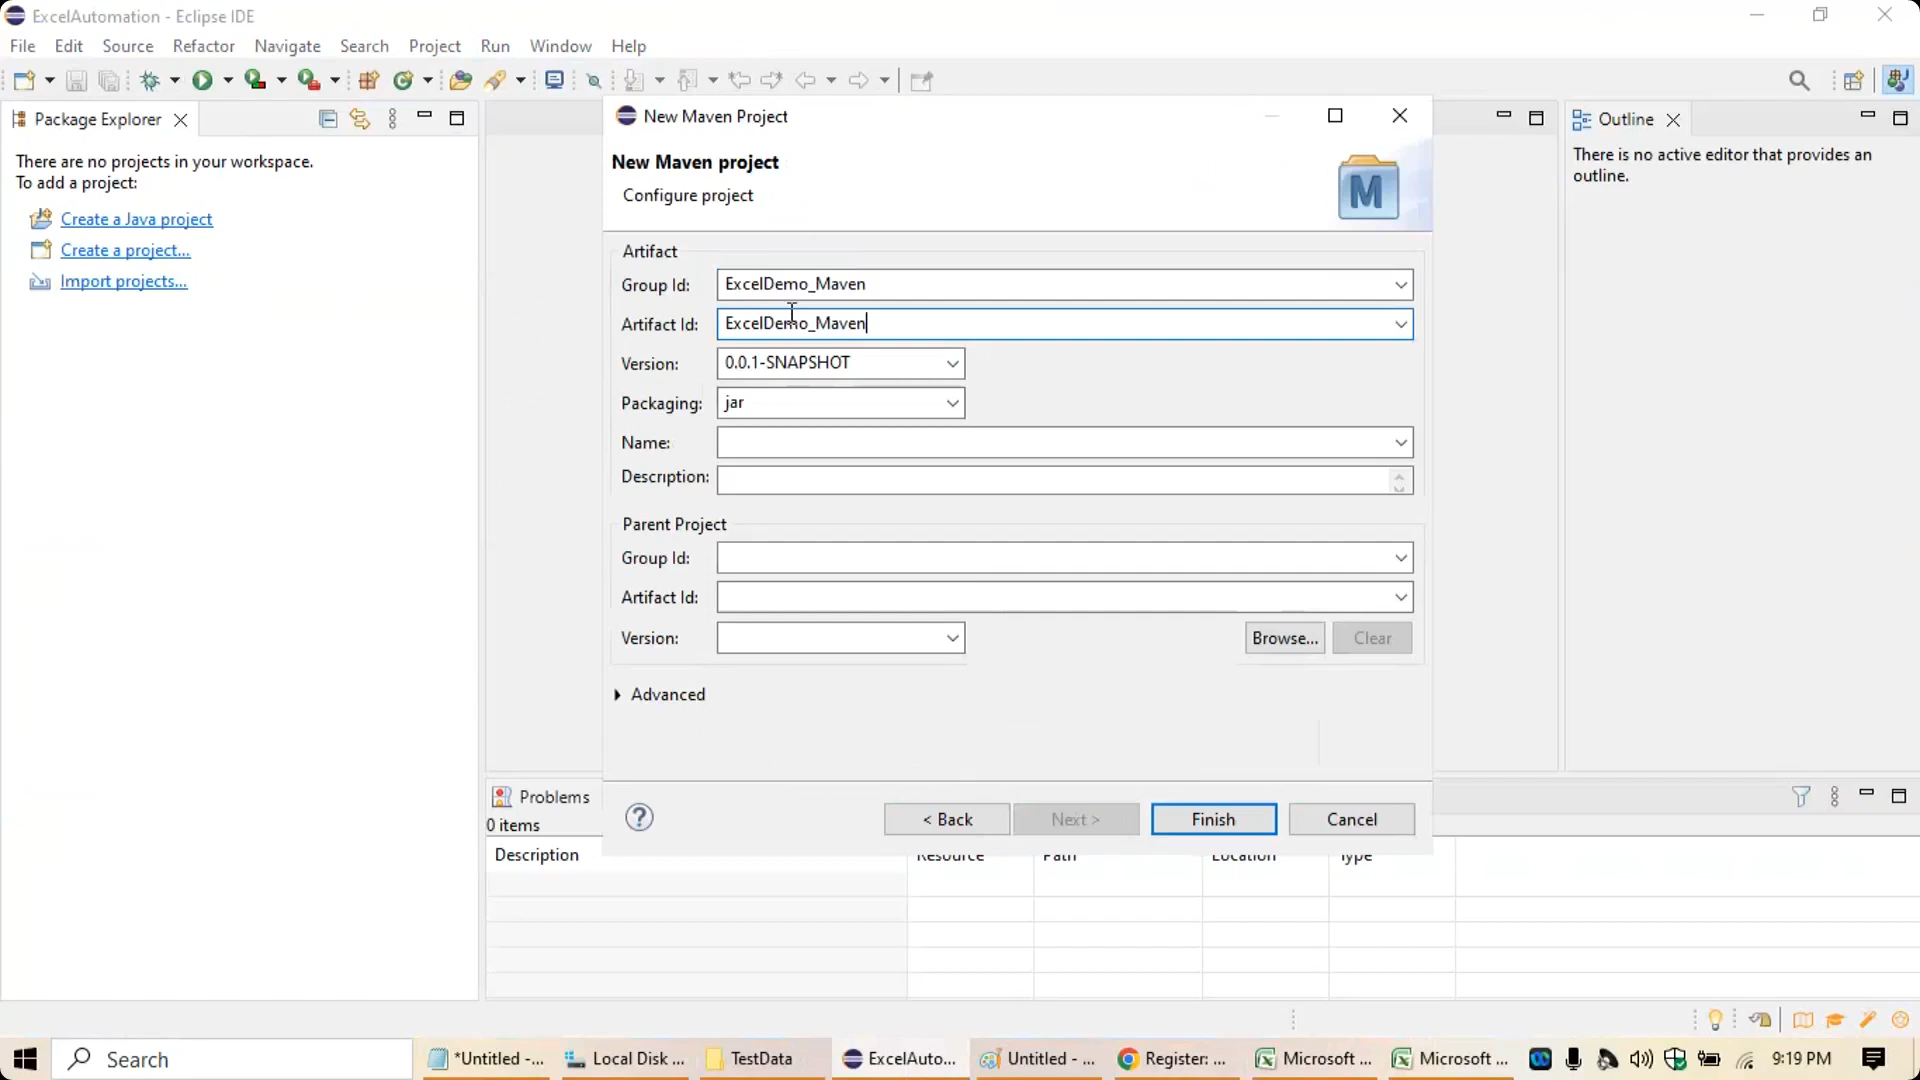 ExcelAutomation - Eclipse IDE
File Edit Source Refactor Navigate Search Project Run Window Help
Package Explorer
There are no projects in your workspace.
To add a project:
Create a Java project
Create a project...
Import projects...
New Maven Project
New Maven project
Configure project
M
Artifact
Group Id: ExcelDemo_Maven
Artifact Id: ExcelDemo_Maven
Version: 0.0.1-SNAPSHOT
Packaging: jar
Name:
Description:
Parent Project
Group Id:
Artifact Id:
Version:
Browse... Clear
Advanced
? < Back Next > Finish Cancel
Outline
There is no active editor that provides an
outline.
Problems
0 items
Description Resource Path Location Type
Search *Untitled -... Local Disk ... TestData ExcelAuto... Untitled - ... Register: ... Microsoft ... Microsoft ... 9:19 PM